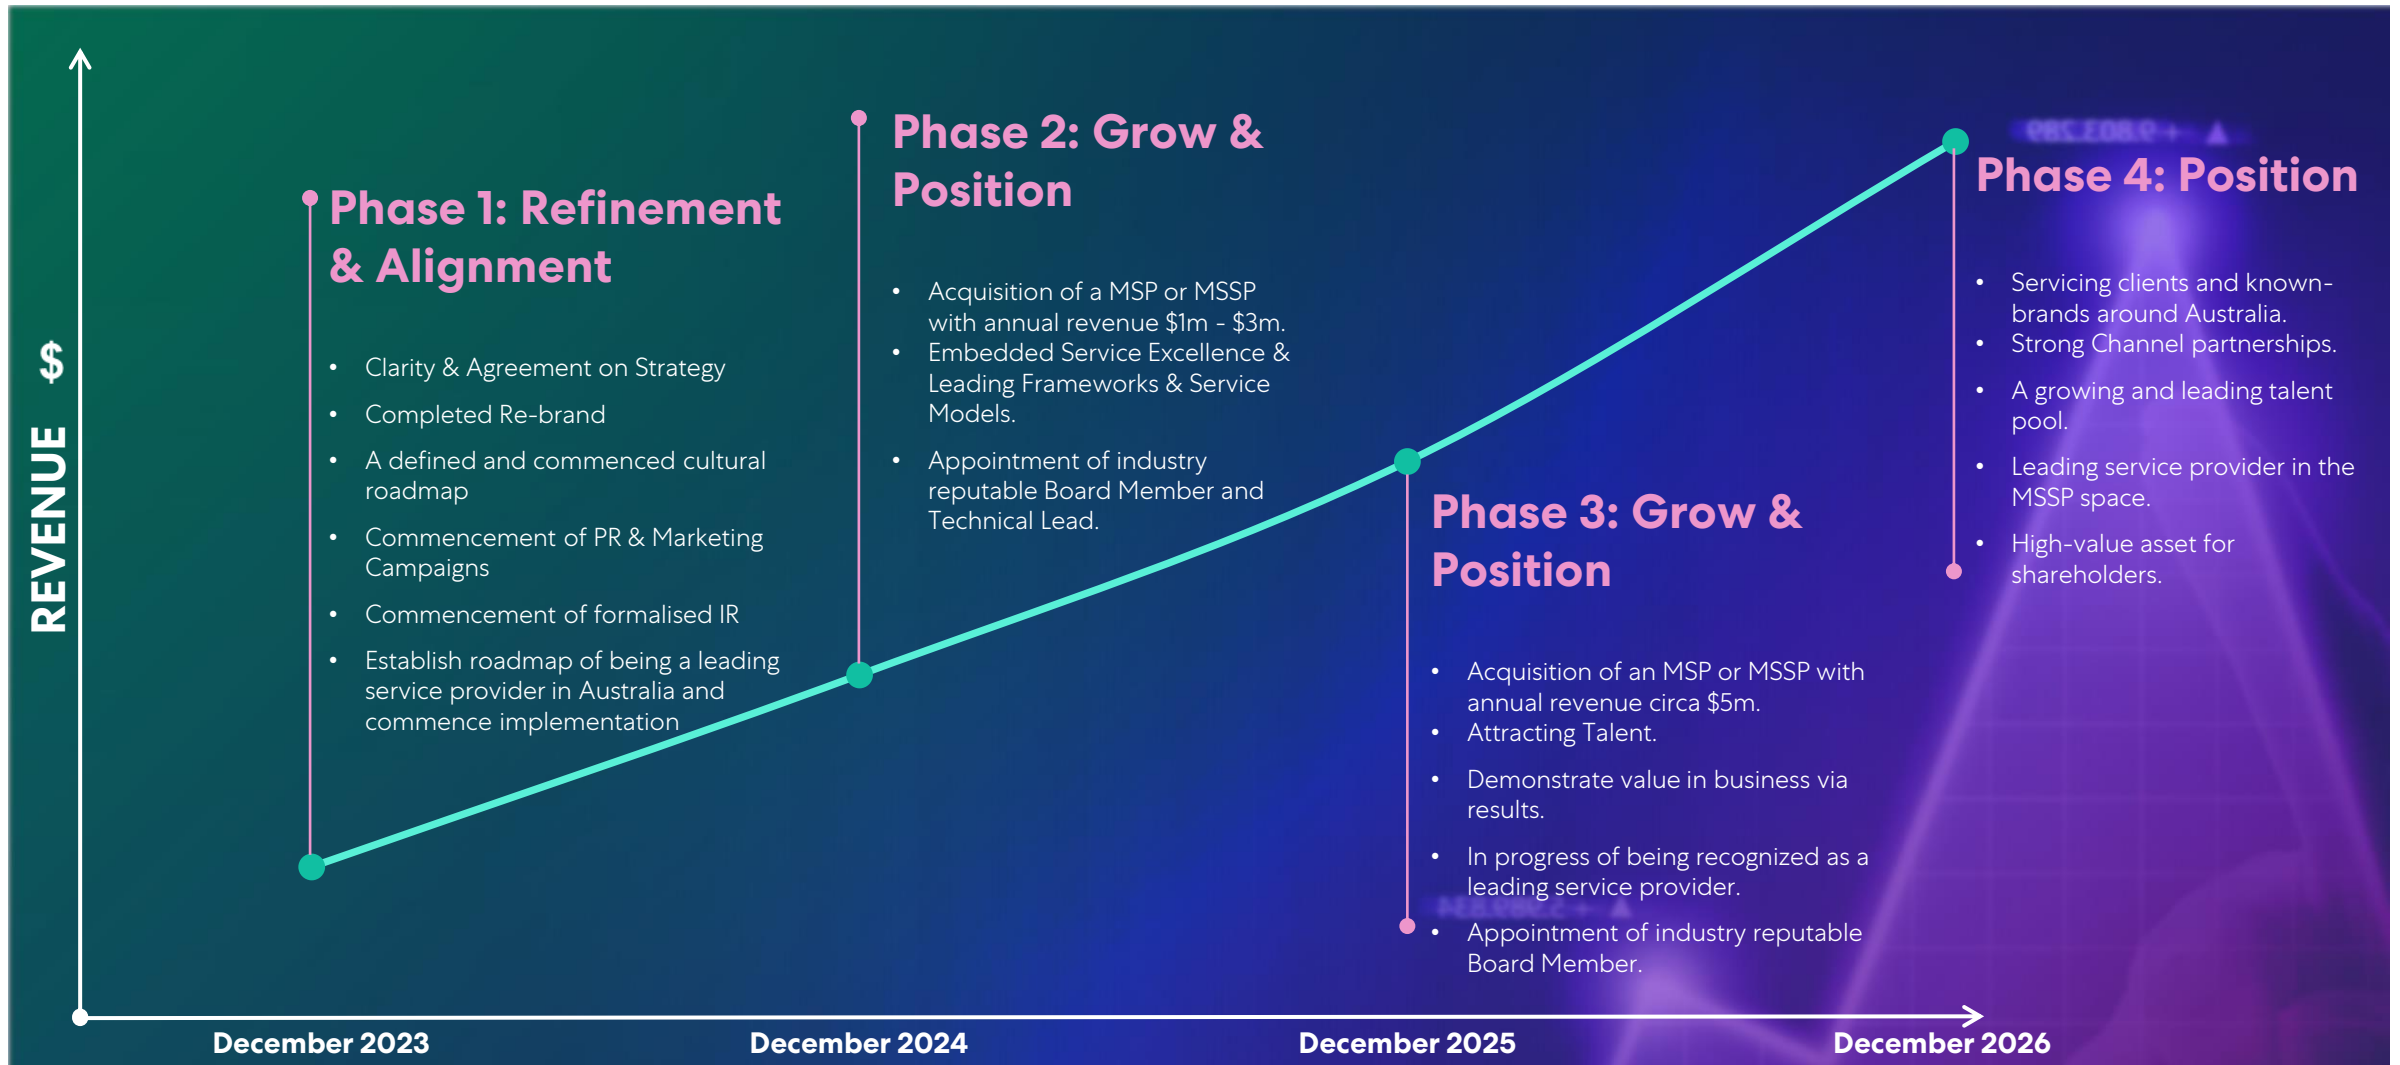 REVENUE $
Phase 1: Refinement
& Alignment
• Clarity & Agreement on Strategy
• Completed Re-brand
• A defined and commenced cultural
roadmap
• Commencement of PR & Marketing
Campaigns
• Commencement of formalised IR
• Establish roadmap of being a leading
service provider in Australia and
commence implementation
Phase 2: Grow &
Position
• Acquisition of a MSP or MSSP
with annual revenue $1m - $3m.
• Embedded Service Excellence &
Leading Frameworks & Service
Models.
• Appointment of industry
reputable Board Member and
Technical Lead.
Phase 3: Grow &
Position
• Acquisition of an MSP or MSSP with
annual revenue circa $5m.
• Attracting Talent.
• Demonstrate value in business via
results.
• In progress of being recognized as a
leading service provider.
• Appointment of industry reputable
Board Member.
Phase 4: Position
• Servicing clients and known-
brands around Australia.
• Strong Channel partnerships.
• A growing and leading talent
pool.
• Leading service provider in the
MSSP space.
• High-value asset for
shareholders.
December 2023
December 2024
December 2025
December 2026